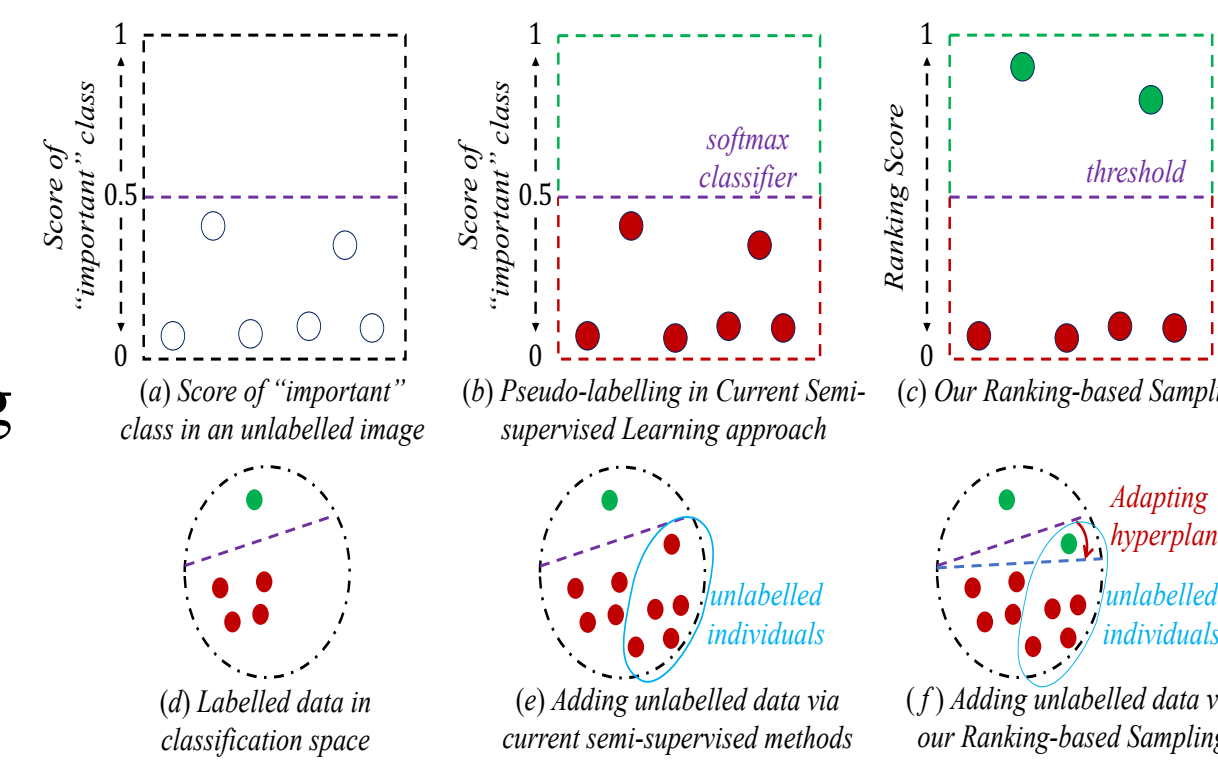 1
Score of
“important” class
0.5
0
(a) Score of “important”
class in an unlabelled image
1
Score of
“important” class
softmax
classifier
0.5
0
(b) Pseudo-labelling in Current Semi-
supervised Learning approach
1
Ranking Score
threshold
0.5
0
(c) Our Ranking-based Sampli
g
(d) Labelled data in
classification space
unlabelled
individuals
(e) Adding unlabelled data via
current semi-supervised methods
Adapting
hyperplan
unlabelled
individuals
(f) Adding unlabelled data v
our Ranking-based Sampling